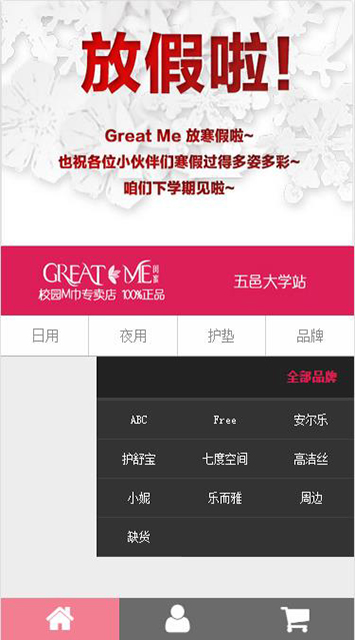 放假啦!
Great Me 放寒假啦~
也祝各位小伙伴们寒假过得多姿多彩~
咱们下学期见啦~
GREAT ME 闺蜜
校园M巾专卖店 100%正品
五邑大学站
日用 夜用 护垫 品牌
全部品牌
ABC Free 安尔乐
护舒宝 七度空间 高洁丝
小妮 乐而雅 周边
缺货